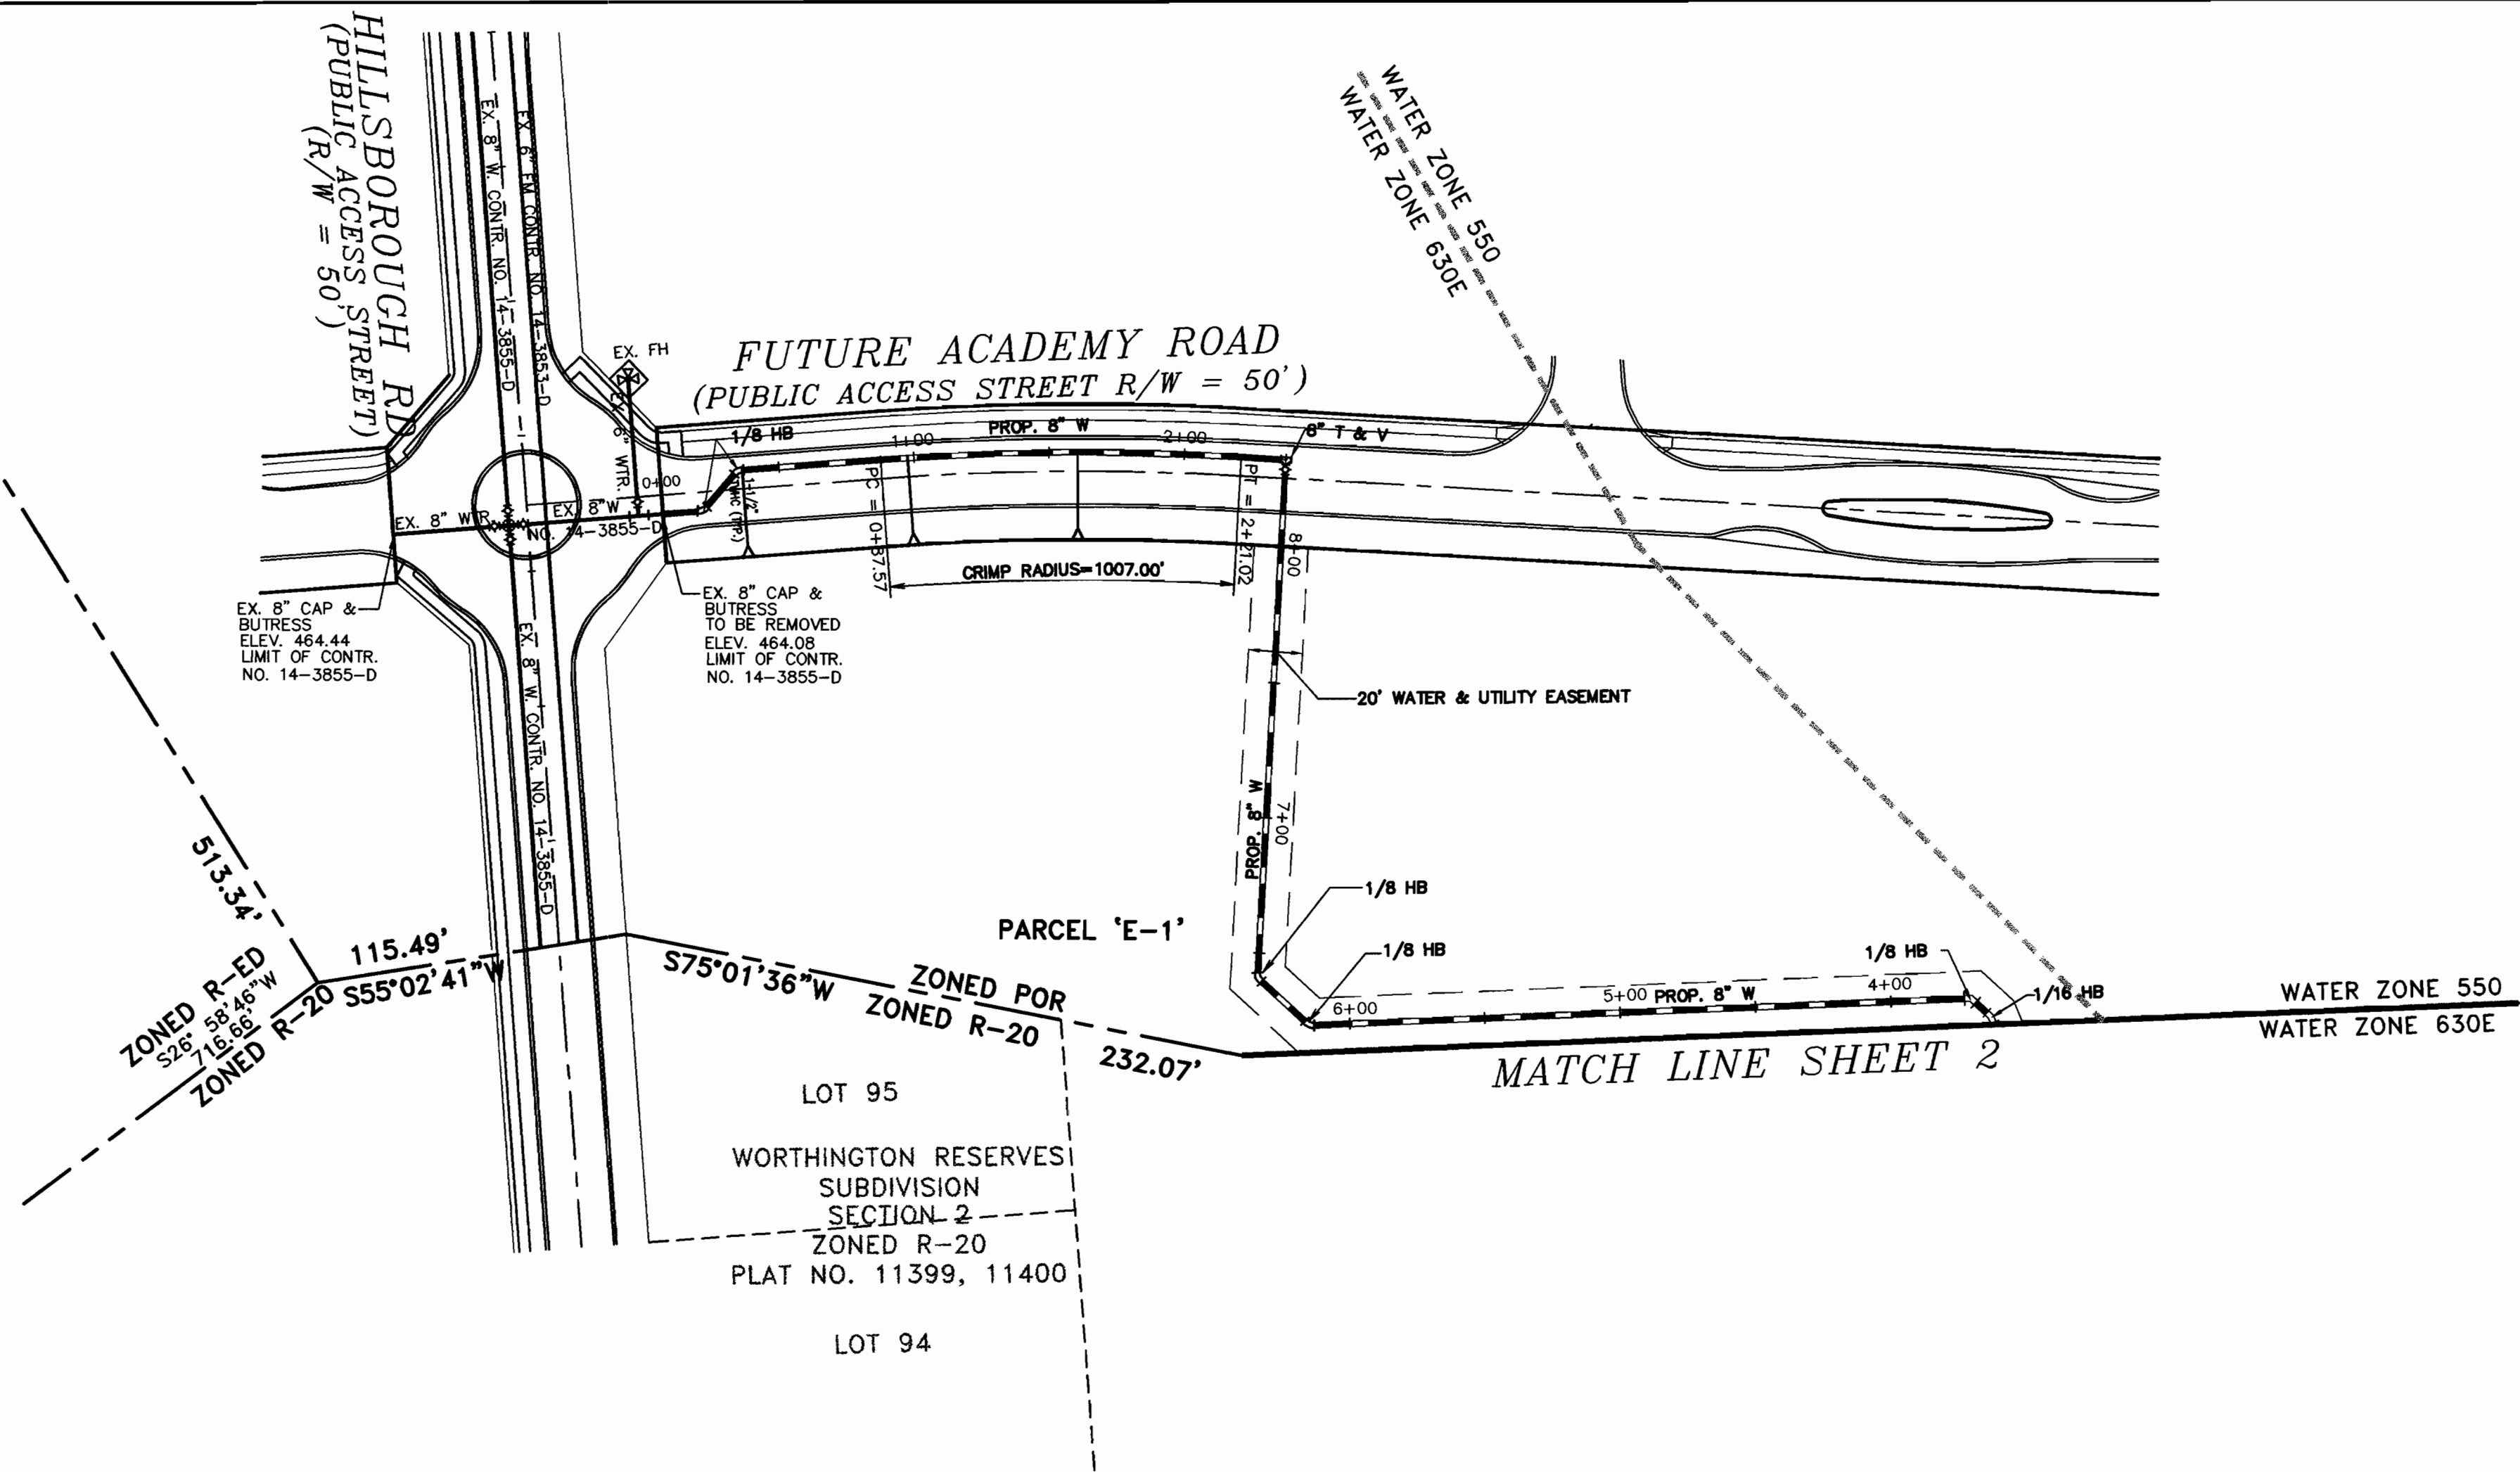 HILLSBOROUGH RD
(PUBLIC ACCESS STREET)
(R/W = 50')
EX. 8" W. CONTR. NO. 14-3855-D
EX. 6" FM CONTR. NO. 14-3853-D
WATER ZONE 550
WATER ZONE 630E
EX. FH
EX. 6" WTR.
FUTURE ACADEMY ROAD
(PUBLIC ACCESS STREET R/W = 50')
1/8 HB
1+00
PROP. 8" W
2+00
8" T & V
0+00
EX. 8" WTR.
EX. 8"W
NO. 14-3855-D
1-1/2"
WHC (TYP.)
PC = 0+87.57
PT = 2+21.02
CRIMP RADIUS=1007.00'
8+00
EX. 8" CAP &
BUTRESS
ELEV. 464.44
LIMIT OF CONTR.
NO. 14-3855-D
EX. 8" CAP &
BUTRESS
TO BE REMOVED
ELEV. 464.08
LIMIT OF CONTR.
NO. 14-3855-D
EX. 8" W. CONTR. NO. 14-3855-D
20' WATER & UTILITY EASEMENT
PROP. 8" W
7+00
1/8 HB
1/8 HB
1/8 HB
1/16 HB
6+00
5+00
PROP. 8" W
4+00
WATER ZONE 550
WATER ZONE 630E
MATCH LINE SHEET 2
PARCEL 'E-1'
513.34'
115.49'
S55°02'41"W
ZONED R-ED
S26° 58'46"W
716.66'
ZONED R-20
S75°01'36"W
ZONED POR
ZONED R-20
232.07'
LOT 95
WORTHINGTON RESERVES
SUBDIVISION
SECTION 2
ZONED R-20
PLAT NO. 11399, 11400
LOT 94